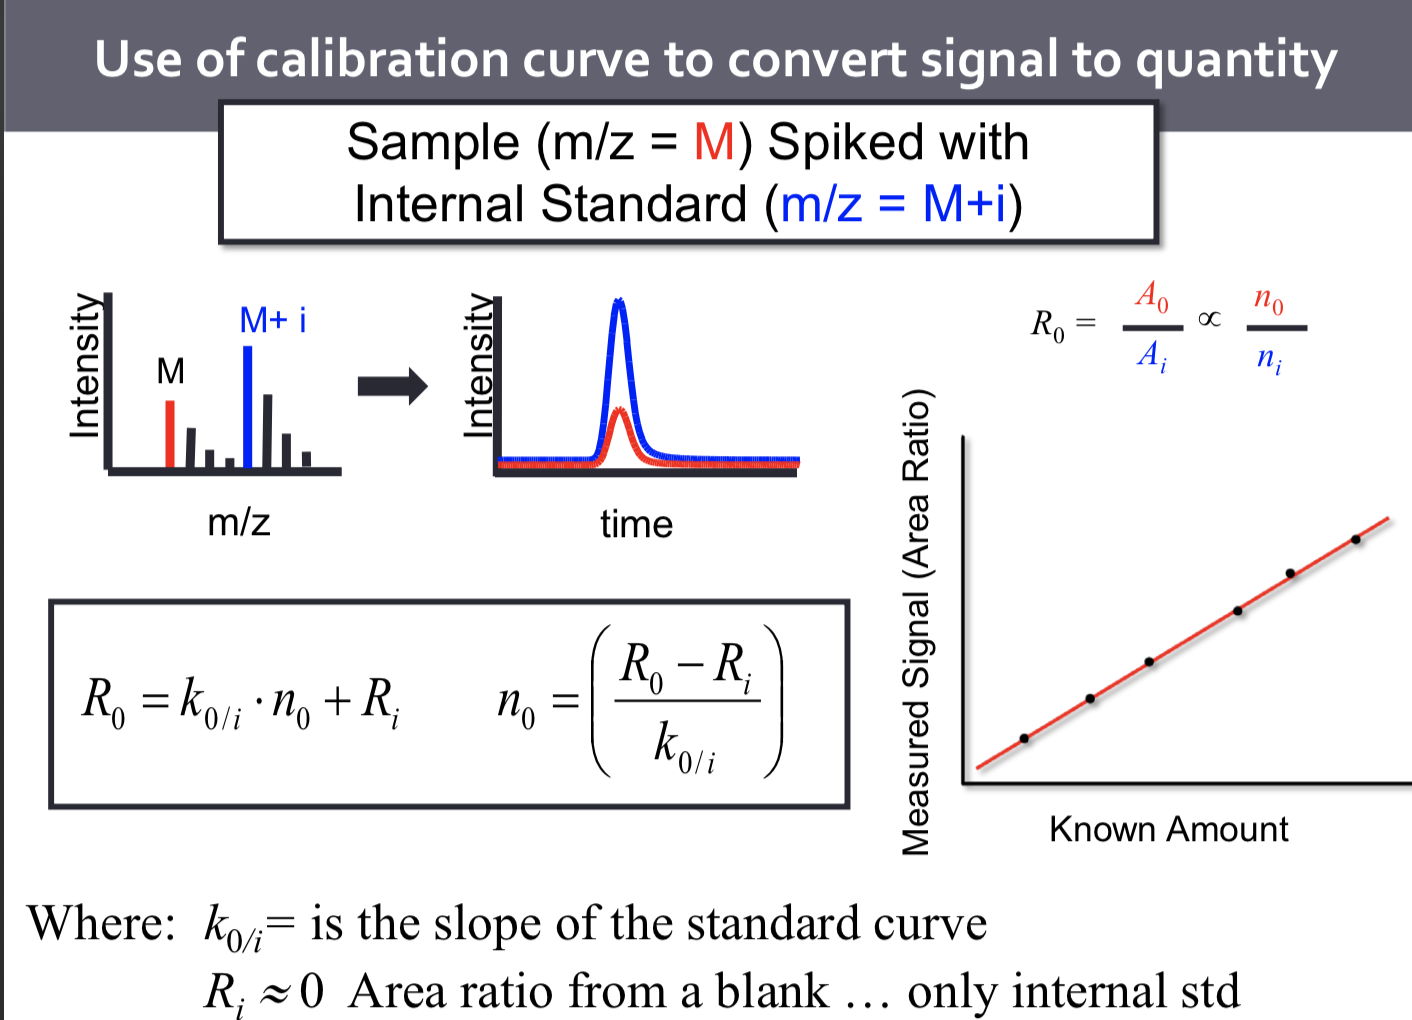 Use of calibration curve to convert signal to quantity
Sample (m/z = M) Spiked with
Internal Standard (m/z = M+i)
Intensity
M
M+ i
m/z
Intensity
time
R₀ = A₀/Aᵢ ∝ n₀/nᵢ
Measured Signal (Area Ratio)
Known Amount
R₀ = k₀/ᵢ · n₀ + Rᵢ
n₀ = ((R₀ − Rᵢ)/k₀/ᵢ)
Where: k₀/ᵢ= is the slope of the standard curve
Rᵢ ≈ 0 Area ratio from a blank … only internal std